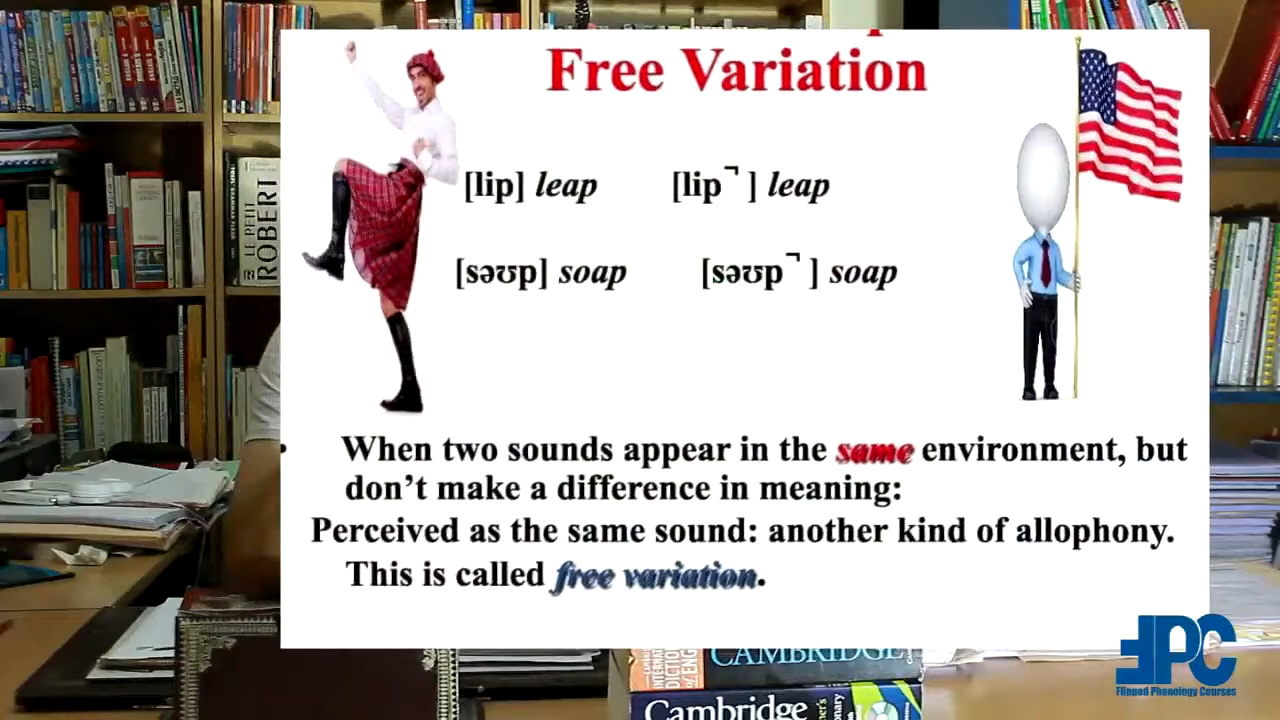 Free Variation
[lip] leap [lip̚ ] leap
[səʊp] soap [səʊp̚ ] soap
When two sounds appear in the same environment, but
don’t make a difference in meaning:
Perceived as the same sound: another kind of allophony.
This is called free variation.
LE PETIT
ROBERT
CAMBRIDGE
Cambridge
FPC
Flipped Phonology Courses